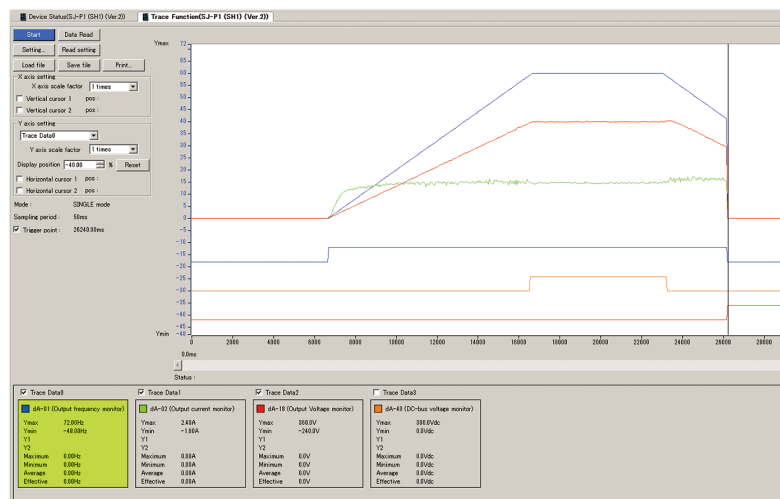 Device Status(SJ-P1 (SH1) (Ver.2)) Trace Function(SJ-P1 (SH1) (Ver.2))
Start Data Read
Setting... Read setting
Load file Save file Print...
X axis setting
X axis scale factor 1 times
Vertical cursor 1 pos :
Vertical cursor 2 pos :
Y axis setting
Trace Data0
Y axis scale factor 1 times
Display position -40.00 % Reset
Horizontal cursor 1 pos :
Horizontal cursor 2 pos :
Mode : SINGLE mode
Sampling period : 50ms
Trigger point : 26240.00ms
Ymax 72
65
60
55
50
45
40
35
30
25
20
15
10
5
0
-5
-10
-15
-20
-25
-30
-35
-40
-45
Ymin -48
0 2000 4000 6000 8000 10000 12000 14000 16000 18000 20000 22000 24000 26000 28000
0.0ms
Status :
Trace Data0 Trace Data1 Trace Data2 Trace Data3
dA-01 (Output frequency monitor) dA-02 (Output current monitor) dA-18 (Output Voltage monitor) dA-40 (DC-bus voltage monitor)
Ymax 72.00Hz Ymax 2.40A Ymax 360.0V Ymax 300.0Vdc
Ymin -48.00Hz Ymin -1.60A Ymin -240.0V Ymin 0.0Vdc
Y1 Y1 Y1 Y1
Y2 Y2 Y2 Y2
Maximum 0.00Hz Maximum 0.00A Maximum 0.0V Maximum 0.0Vdc
Minimum 0.00Hz Minimum 0.00A Minimum 0.0V Minimum 0.0Vdc
Average 0.00Hz Average 0.00A Average 0.0V Average 0.0Vdc
Effective 0.00Hz Effective 0.00A Effective 0.0V Effective 0.0Vdc